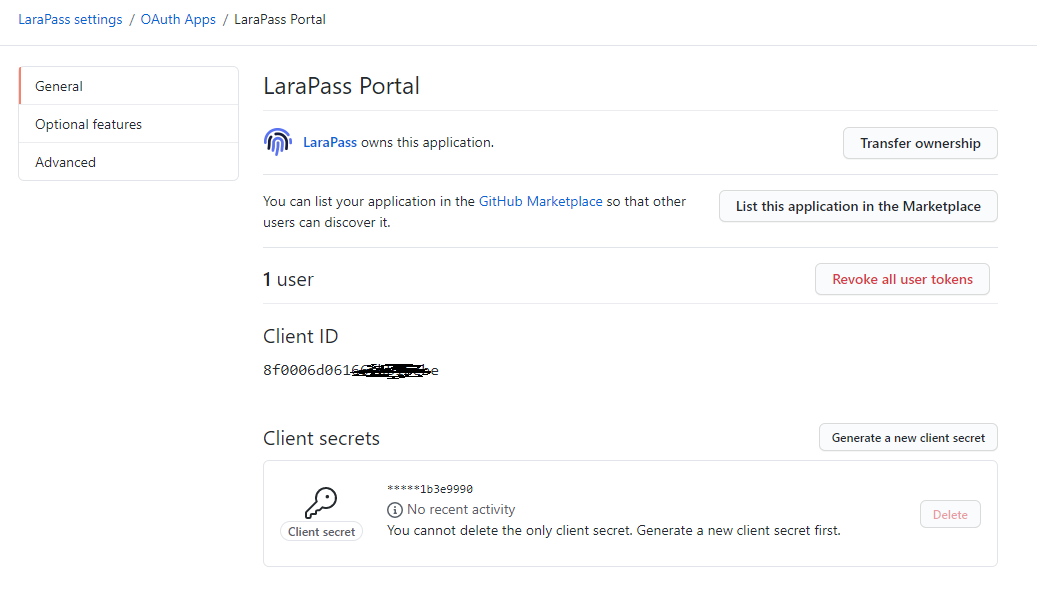 LaraPass settings / OAuth Apps / LaraPass Portal
General
Optional features
Advanced
LaraPass Portal
LaraPass owns this application.
Transfer ownership
You can list your application in the GitHub Marketplace so that other
users can discover it.
List this application in the Marketplace
1 user
Revoke all user tokens
Client ID
Client secrets
Generate a new client secret
*****1b3e9990
No recent activity
Client secret
You cannot delete the only client secret. Generate a new client secret first.
Delete